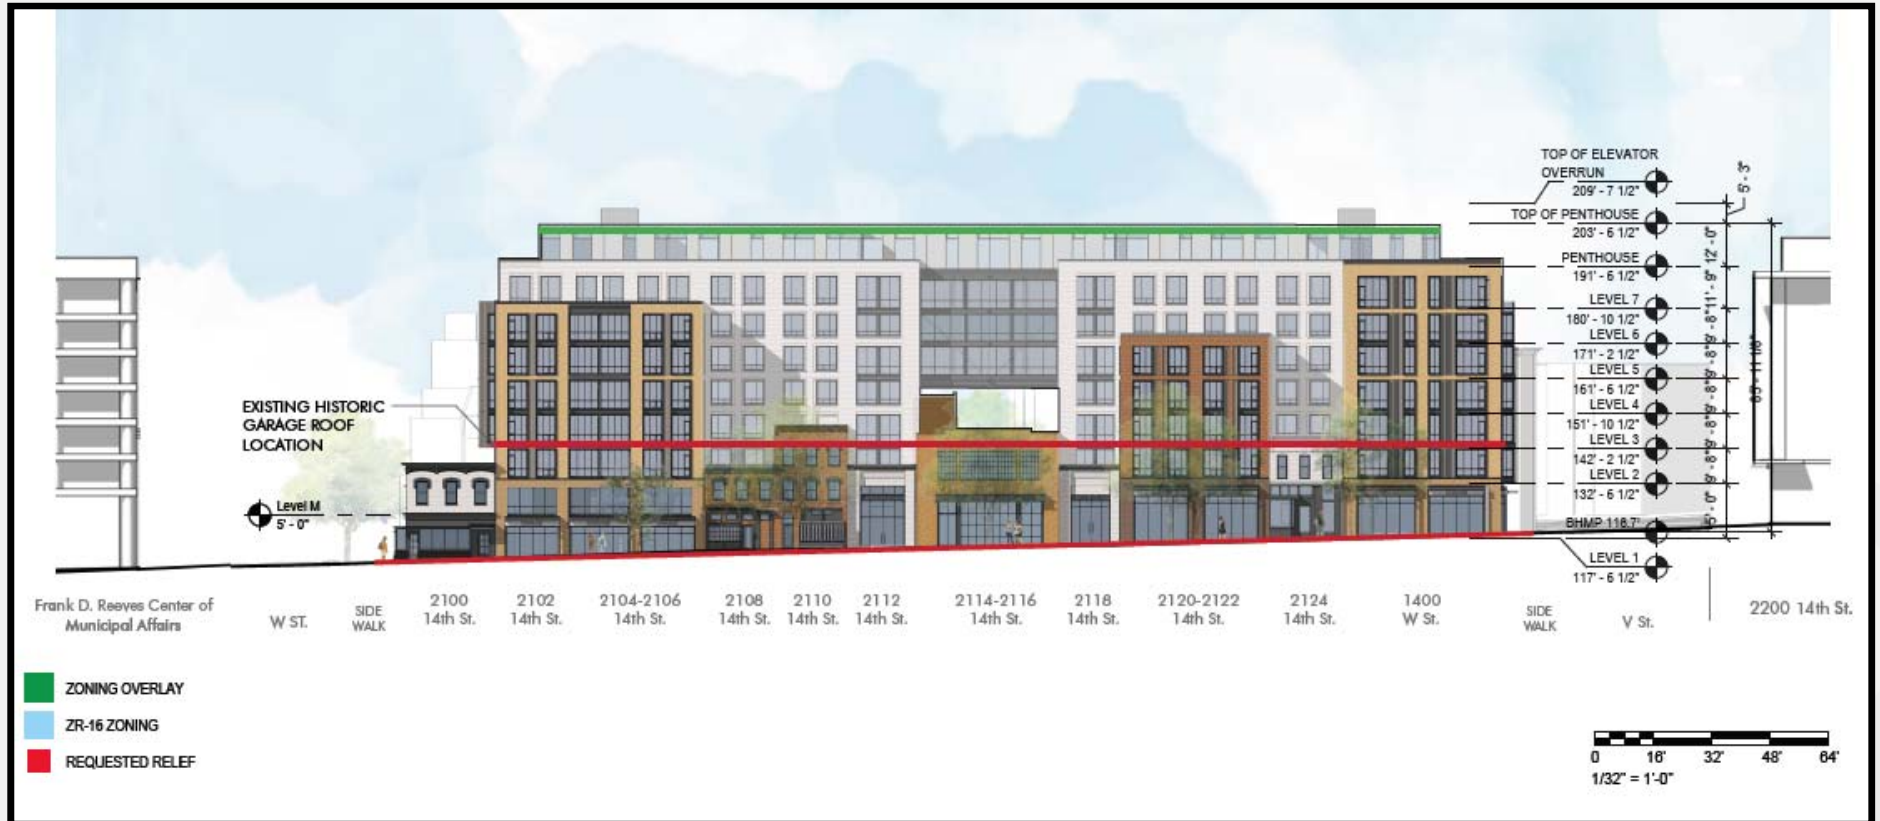 TOP OF ELEVATOR
OVERRUN
209' - 7 1/2"
5' - 3"
TOP OF PENTHOUSE
203' - 6 1/2"
12' - 0"
PENTHOUSE
191' - 6 1/2"
LEVEL 7
180' - 10 1/2"
LEVEL 6
171' - 2 1/2"
LEVEL 5
161' - 6 1/2"
LEVEL 4
151' - 10 1/2"
LEVEL 3
142' - 2 1/2"
LEVEL 2
132' - 6 1/2"
BHMP 118.7'
LEVEL 1
117' - 6 1/2"
EXISTING HISTORIC
GARAGE ROOF
LOCATION
Level M
5' - 0"
Frank D. Reeves Center of
Municipal Affairs
W ST.
SIDE
WALK
2100
14th St.
2102
14th St.
2104-2106
14th St.
2108
14th St.
2110
14th St.
2112
14th St.
2114-2116
14th St.
2118
14th St.
2120-2122
14th St.
2124
14th St.
1400
W St.
SIDE
WALK
V St.
2200 14th St.
ZONING OVERLAY
ZR-16 ZONING
REQUESTED RELEF
0 16' 32' 48' 64'
1/32" = 1'-0"